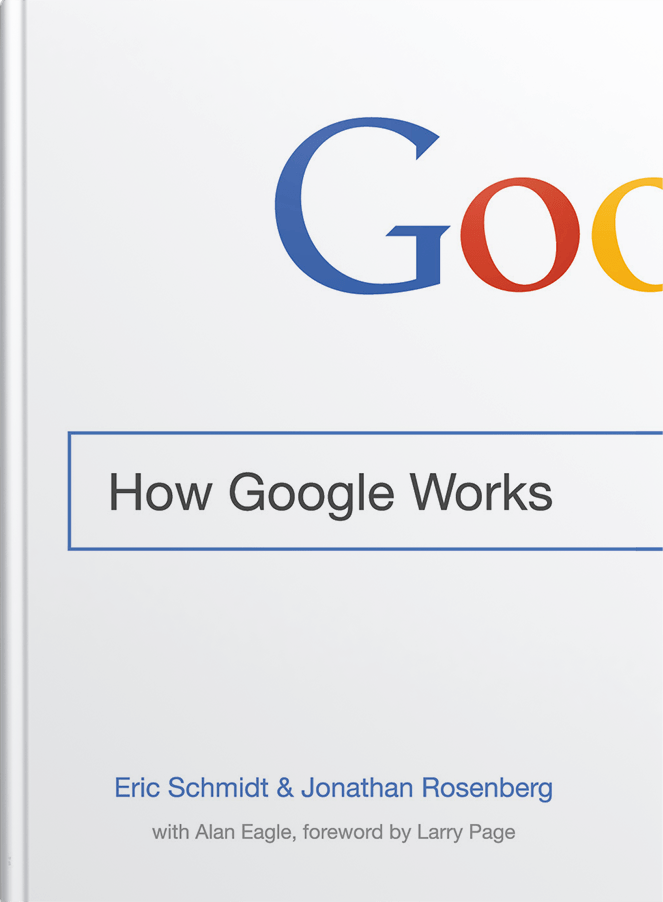 Goo
How Google Works
Eric Schmidt & Jonathan Rosenberg
with Alan Eagle, foreword by Larry Page